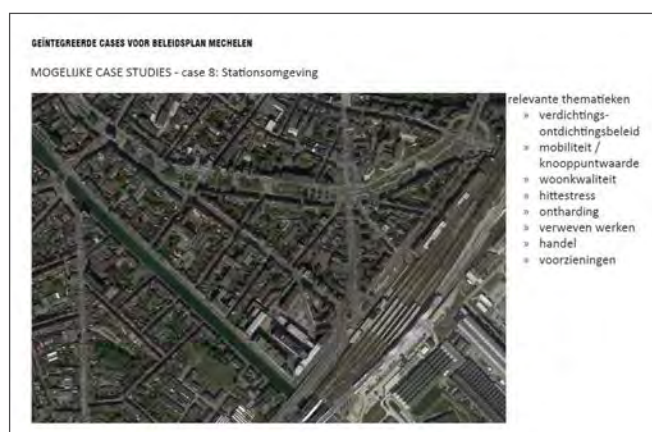 GEÏNTEGREERDE CASES VOOR BELEIDSPLAN MECHELEN
MOGELIJKE CASE STUDIES - case 8: Stationsomgeving
relevante thematieken
» verdichtings-
ontdichtingsbeleid
» mobiliteit /
knooppuntwaarde
» woonkwaliteit
» hittestress
» ontharding
» verweven werken
» handel
» voorzieningen